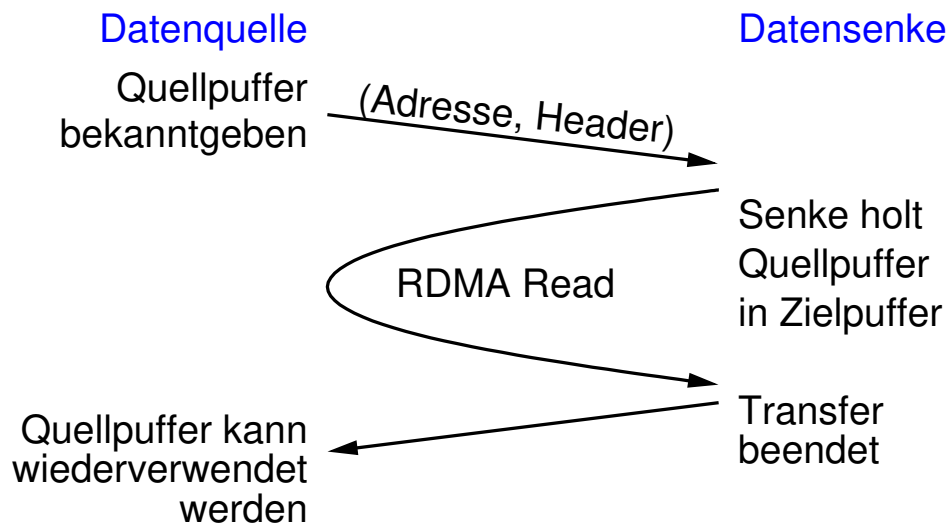 Datenquelle
Datensenke
Quellpuffer
bekanntgeben
(Adresse, Header)
Senke holt
Quellpuffer
in Zielpuffer
RDMA Read
Transfer
beendet
Quellpuffer kann
wiederverwendet
werden